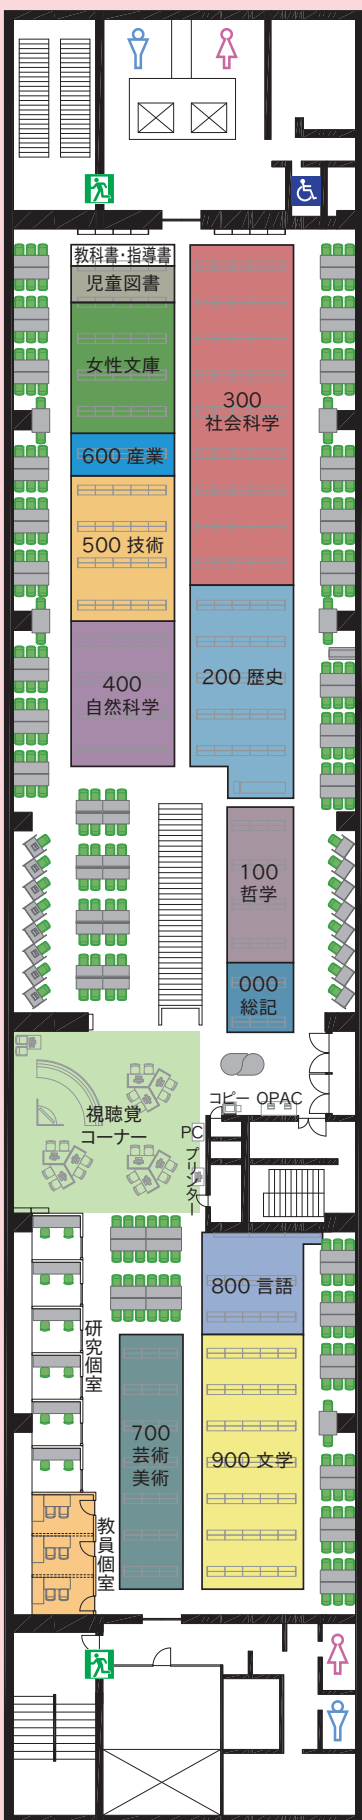 教科書・指導書
児童図書
女性文庫
300
社会科学
600 産業
500 技術
400
自然科学
200 歴史
100
哲学
000
総記
コピー OPAC
視聴覚
コーナー
PC
プリンター
800 言語
研究個室
700
芸術
美術
900 文学
教員個室